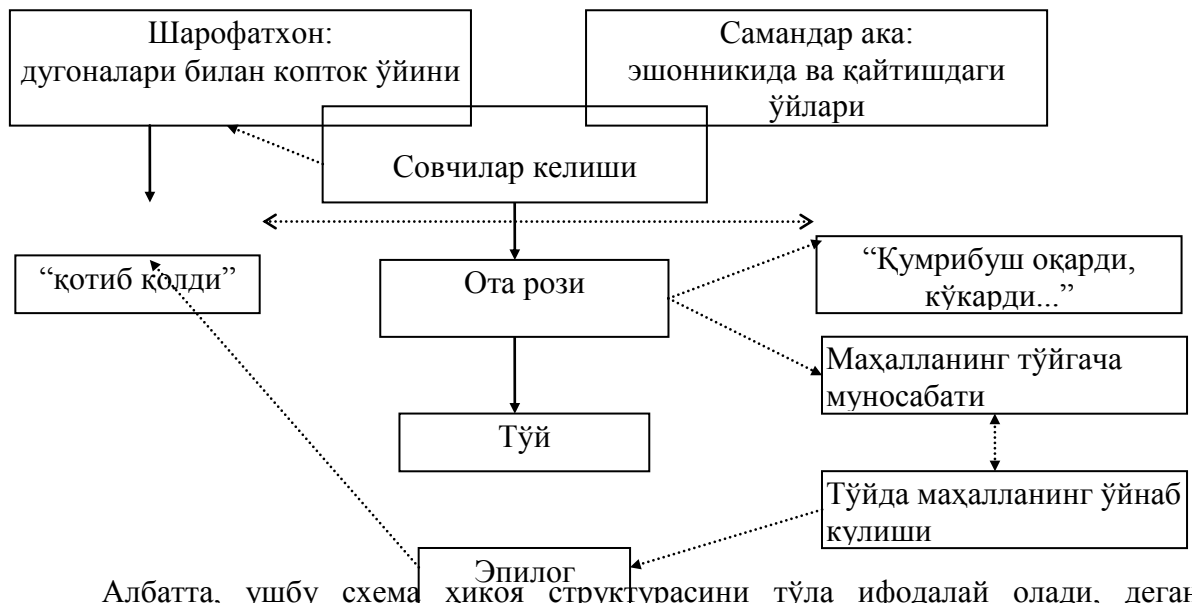 Шарофатхон:
дугоналари билан копток ўйини
Самандар ака:
эшонникида ва қайтишдаги
ўйлари
Совчилар келиши
“қотиб қолди”
Ота рози
“Қумрибуш оқарди,
кўкарди...”
Маҳалланинг тўйгача
муносабати
Тўй
Тўйда маҳалланинг ўйнаб
кулиши
Эпилог
Албатта, ушбу схема ҳикоя структурасини тўла ифодалай олади, деган